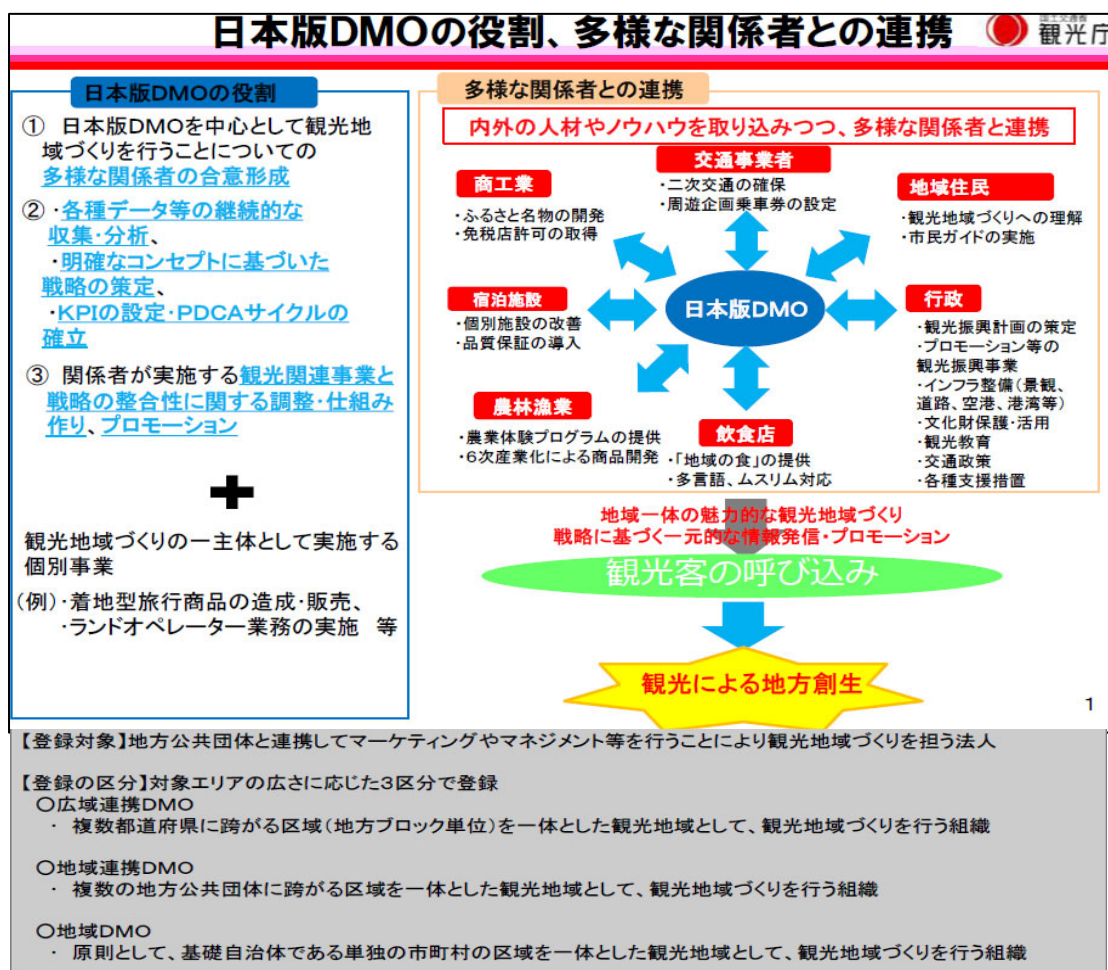 日本版DMOの役割、多様な関係者との連携
国土交通省
観光庁
日本版DMOの役割
① 日本版DMOを中心として観光地
域づくりを行うことについての
多様な関係者の合意形成
② ・各種データ等の継続的な
収集・分析、
・明確なコンセプトに基づいた
戦略の策定、
・KPIの設定・PDCAサイクルの
確立
③ 関係者が実施する観光関連事業と
戦略の整合性に関する調整・仕組み
作り、プロモーション
+
観光地域づくりの一主体として実施する
個別事業
(例)・着地型旅行商品の造成・販売、
・ランドオペレーター業務の実施 等
多様な関係者との連携
内外の人材やノウハウを取り込みつつ、多様な関係者と連携
交通事業者
・二次交通の確保
・周遊企画乗車券の設定
商工業
・ふるさと名物の開発
・免税店許可の取得
地域住民
・観光地域づくりへの理解
・市民ガイドの実施
宿泊施設
・個別施設の改善
・品質保証の導入
日本版DMO
行政
・観光振興計画の策定
・プロモーション等の
観光振興事業
・インフラ整備(景観、
道路、空港、港湾等)
・文化財保護・活用
・観光教育
・交通政策
・各種支援措置
農林漁業
・農業体験プログラムの提供
・6次産業化による商品開発
飲食店
・「地域の食」の提供
・多言語、ムスリム対応
地域一体の魅力的な観光地域づくり
戦略に基づく一元的な情報発信・プロモーション
観光客の呼び込み
観光による地方創生
1
【登録対象】地方公共団体と連携してマーケティングやマネジメント等を行うことにより観光地域づくりを担う法人
【登録の区分】対象エリアの広さに応じた3区分で登録
○広域連携DMO
・ 複数都道府県に跨がる区域(地方ブロック単位)を一体とした観光地域として、観光地域づくりを行う組織
○地域連携DMO
・ 複数の地方公共団体に跨がる区域を一体とした観光地域として、観光地域づくりを行う組織
○地域DMO
・ 原則として、基礎自治体である単独の市町村の区域を一体とした観光地域として、観光地域づくりを行う組織